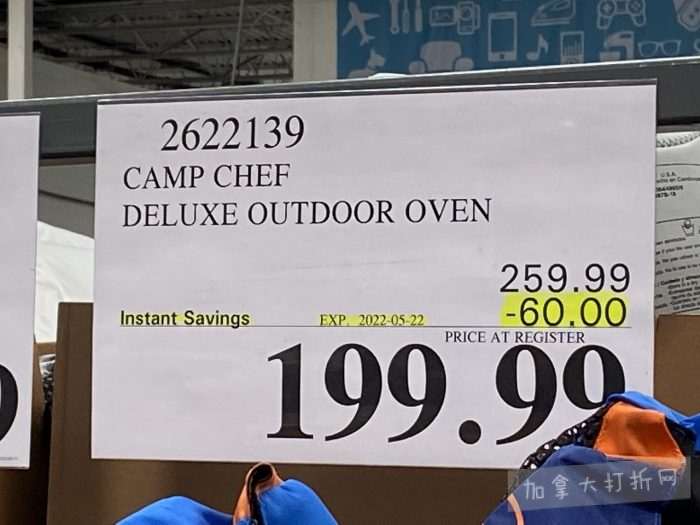 2622139
CAMP CHEF
DELUXE OUTDOOR OVEN
259.99
Instant Savings EXP. 2022-05-22 -60.00
PRICE AT REGISTER
199.99
加拿大打折网